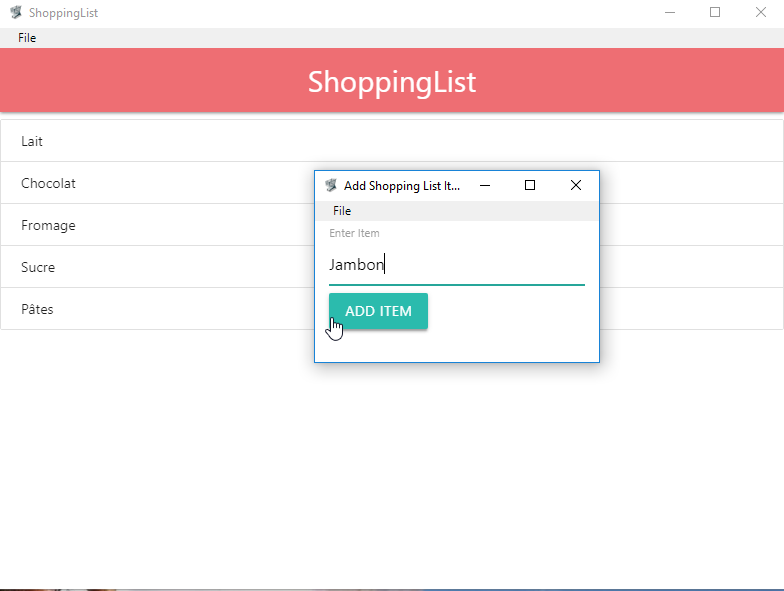 ShoppingList
File
ShoppingList
Lait
Chocolat
Fromage
Sucre
Pâtes
Add Shopping List It...
File
Enter Item
Jambon
ADD ITEM